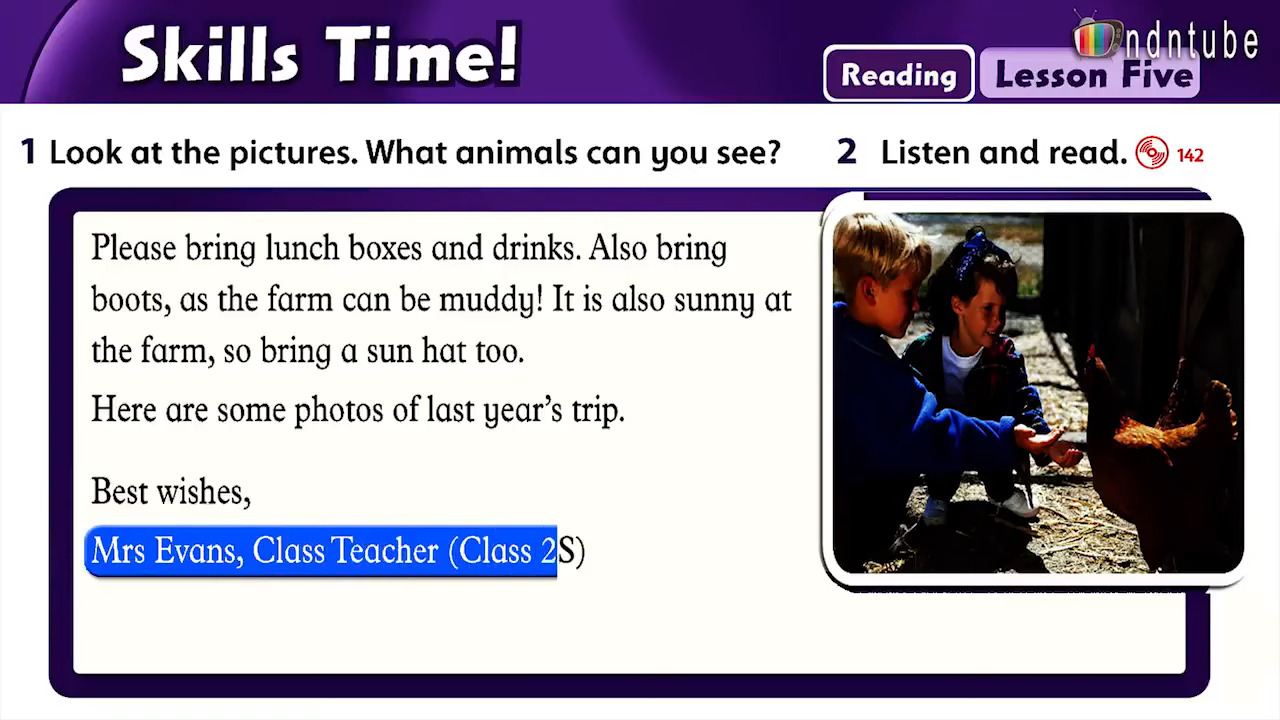 Skills Time!
ndntube
Reading
Lesson Five
1 Look at the pictures. What animals can you see?
2 Listen and read. 142
Please bring lunch boxes and drinks. Also bring
boots, as the farm can be muddy! It is also sunny at
the farm, so bring a sun hat too.
Here are some photos of last year's trip.
Best wishes,
Mrs Evans, Class Teacher (Class 2S)